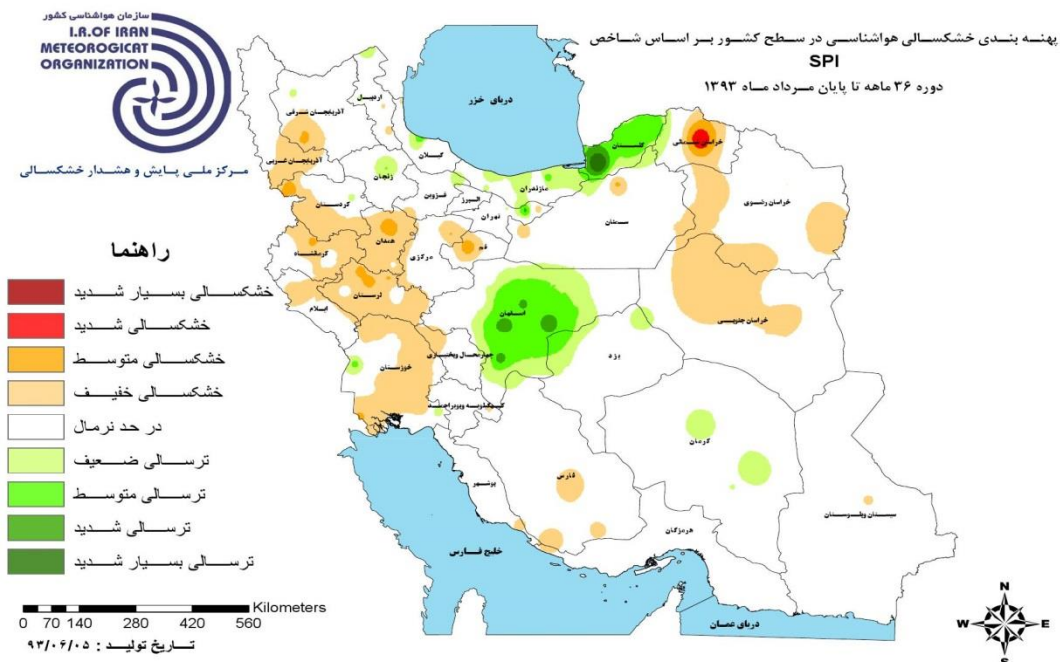 سازمان هواشناسی کشور
I.R.OF IRAN
METEOROGICAT
ORGANIZATION
مرکز ملی پایش و هشدار خشکسالی
پهنه بندی خشکسالی هواشناسی در سطح کشور بر اساس شاخص
SPI
دوره ۳۶ ماهه تا پایان مرداد ماه ۱۳۹۳
دریای خزر
اردبیل
آذربایجان شرقی
آذربایجان غربی
گیلان
زنجان
کردستان
قزوین
البرز
تهران
مازندران
گلستان
خراسان شمالی
خراسان رضوی
سمنان
همدان
کرمانشاه
مرکزی
قم
لرستان
ایلام
اصفهان
خراسان جنوبی
چهارمحال وبختیاری
خوزستان
یزد
کهگیلویه وبویراحمد
کرمان
فارس
بوشهر
هرمزگان
سیستان وبلوچستان
خلیج فارس
دریای عمان
راهنما
خشکسالی بسیار شدید
خشکسالی شدید
خشکسالی متوسط
خشکسالی خفیف
در حد نرمال
ترسالی ضعیف
ترسالی متوسط
ترسالی شدید
ترسالی بسیار شدید
Kilometers
0 70 140 280 420 560
تاریخ تولید : ۹۳/۰۶/۰۵
N
W E
S